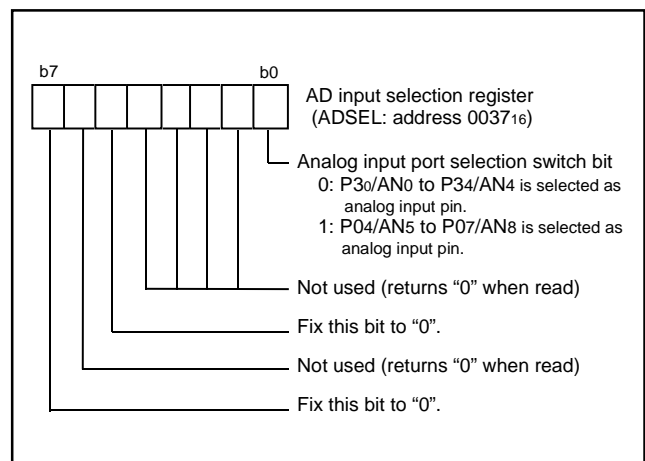 b7 b0
AD input selection register
(ADSEL: address 003716)
Analog input port selection switch bit
0: P30/AN0 to P34/AN4 is selected as
analog input pin.
1: P04/AN5 to P07/AN8 is selected as
analog input pin.
Not used (returns “0” when read)
Fix this bit to “0”.
Not used (returns “0” when read)
Fix this bit to “0”.